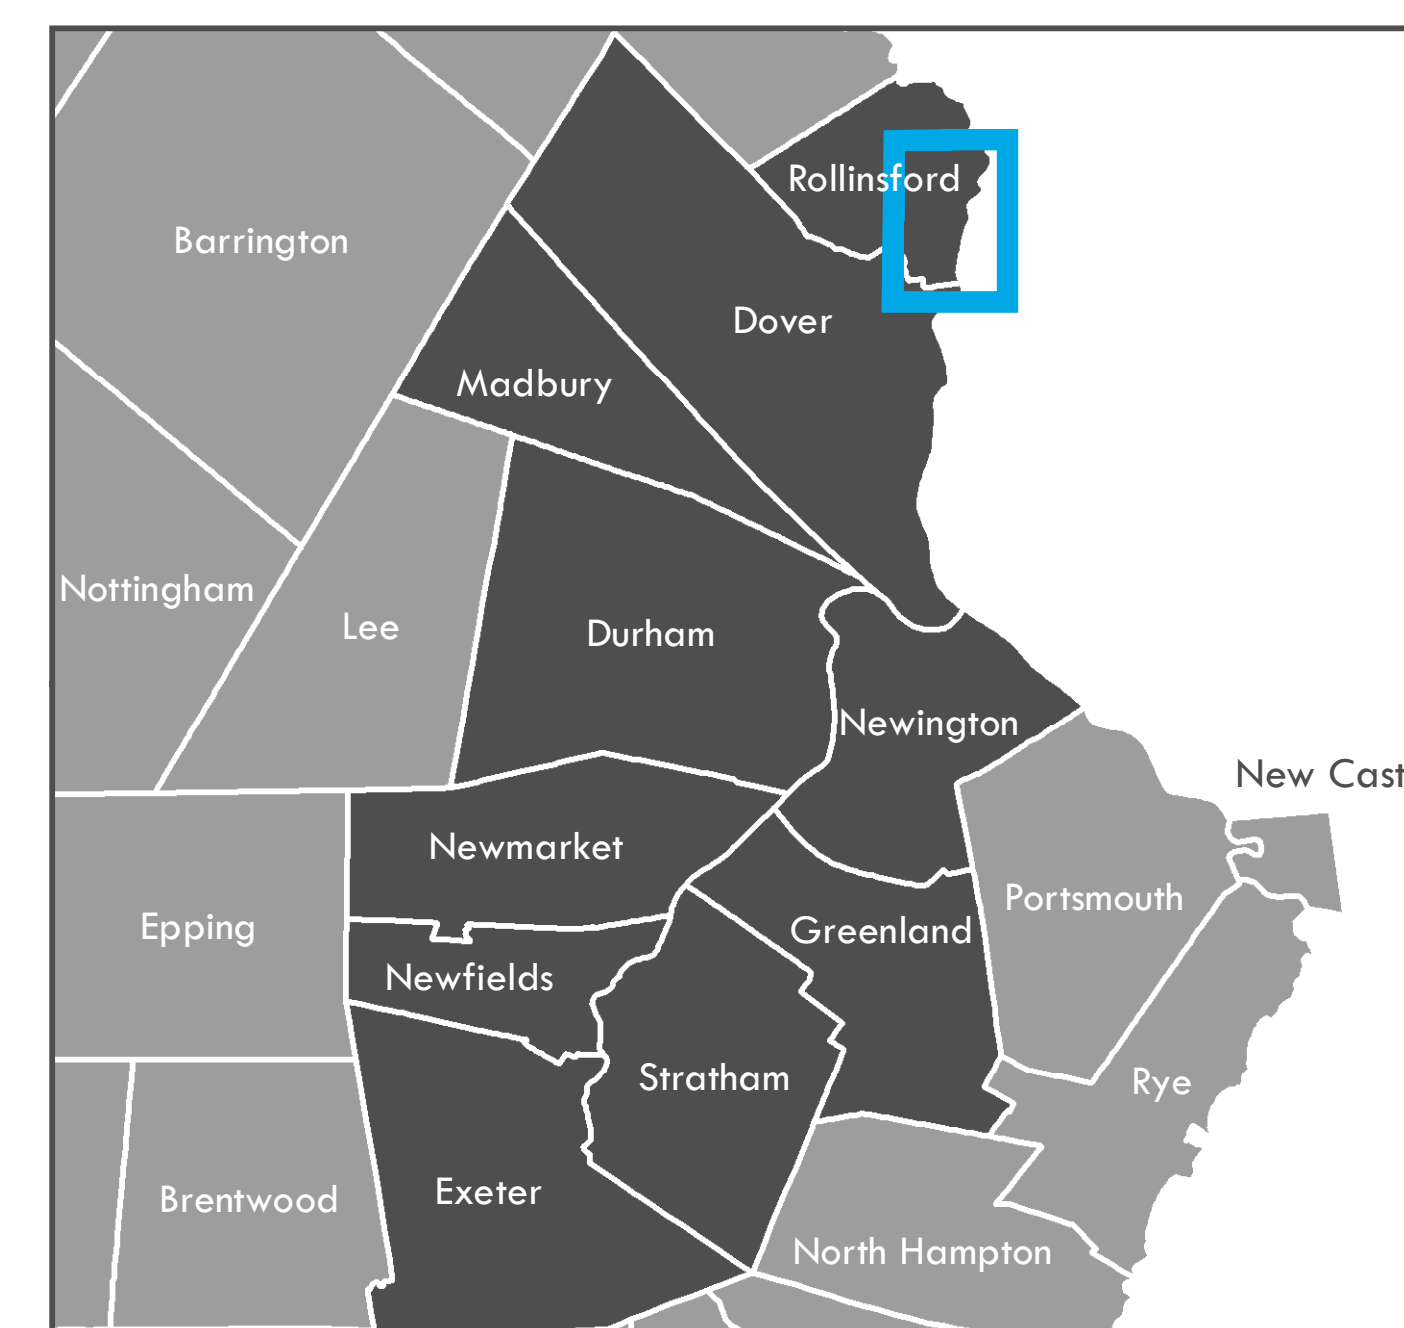 Rollinsford
Barrington
Dover
Madbury
Nottingham
Lee
Durham
Newington
New Cast
Newmarket
Portsmouth
Epping
Greenland
Newfields
Stratham
Rye
Exeter
Brentwood
North Hampton